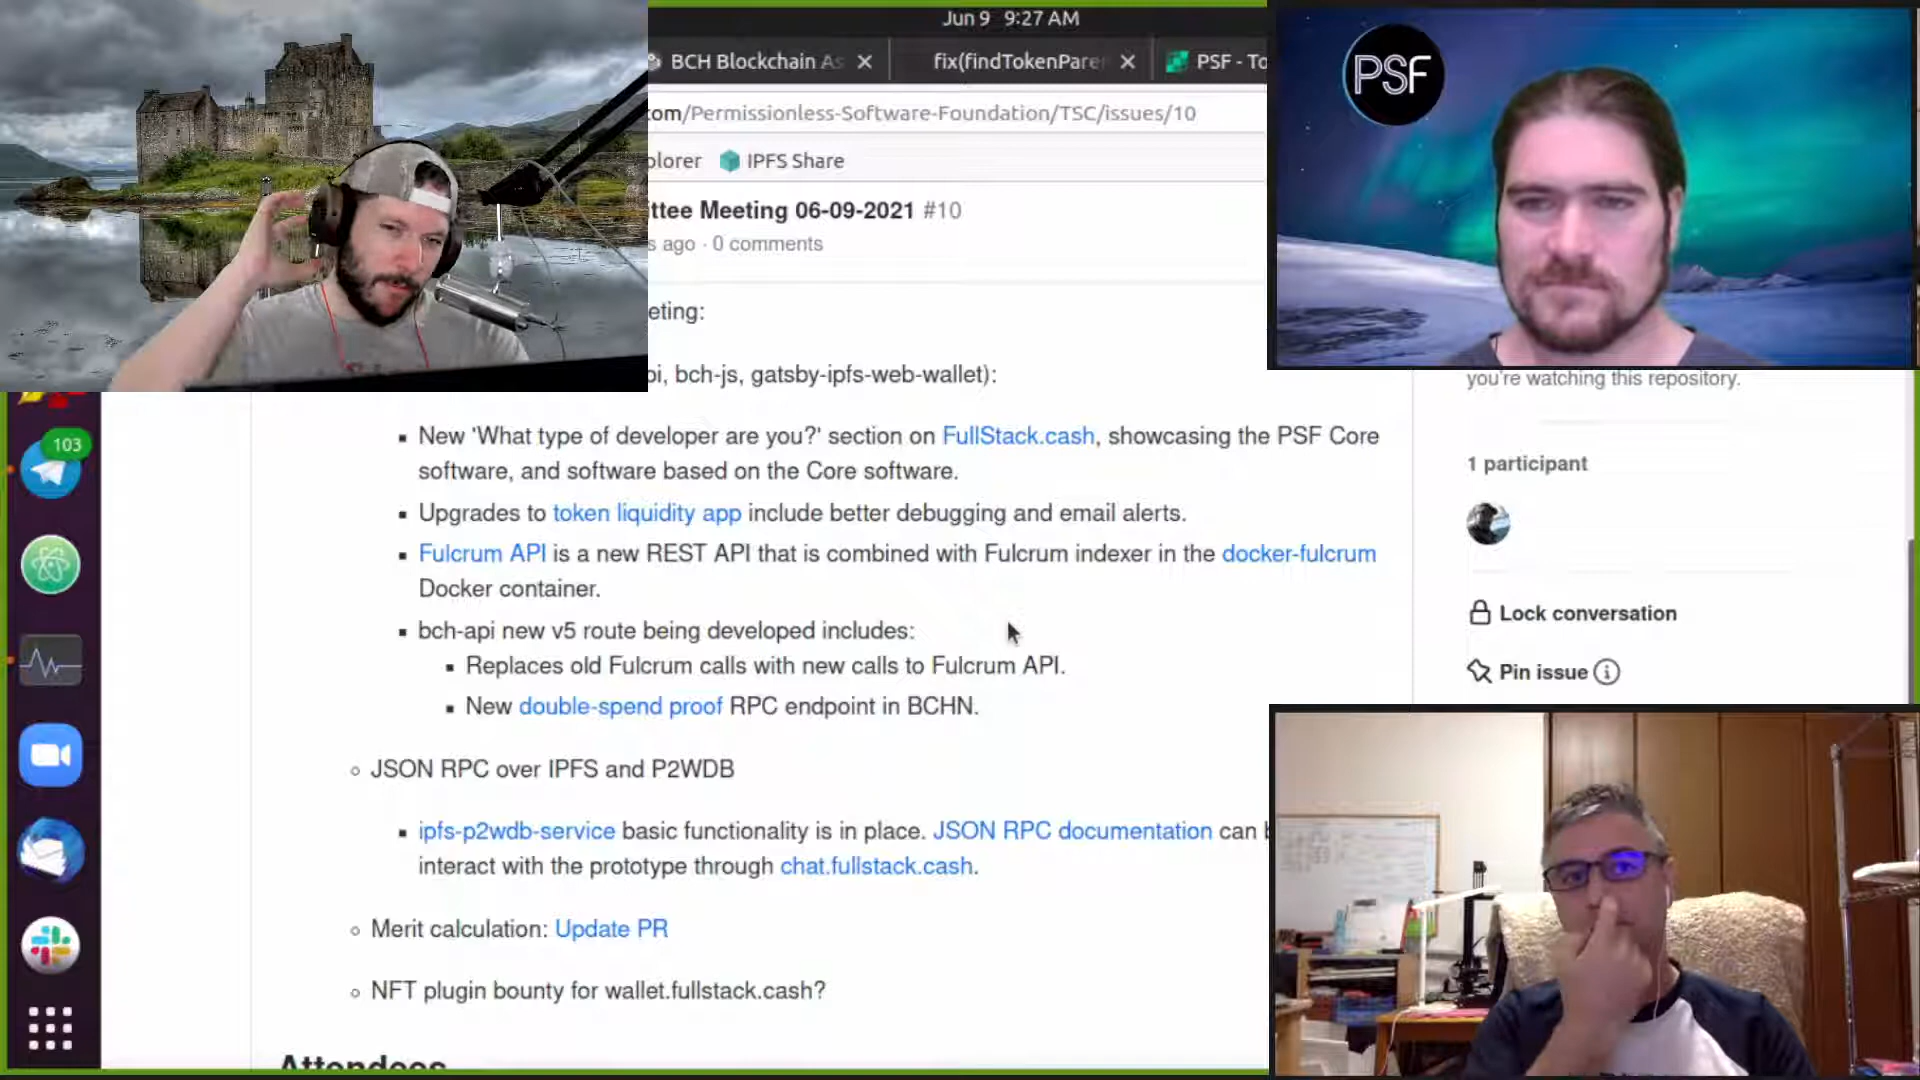 Jun 9 9:27 AM
BCH Blockchain As
fix(findTokenPare
PSF - To
com/Permissionless-Software-Foundation/TSC/issues/10
plorer
IPFS Share
PSF
ttee Meeting 06-09-2021 #10
s ago · 0 comments
eting:
pi, bch-js, gatsby-ipfs-web-wallet):
you're watching this repository.
103
New 'What type of developer are you?' section on FullStack.cash, showcasing the PSF Core
software, and software based on the Core software.
1 participant
Upgrades to token liquidity app include better debugging and email alerts.
Fulcrum API is a new REST API that is combined with Fulcrum indexer in the docker-fulcrum
Docker container.
Lock conversation
bch-api new v5 route being developed includes:
Replaces old Fulcrum calls with new calls to Fulcrum API.
Pin issue
New double-spend proof RPC endpoint in BCHN.
JSON RPC over IPFS and P2WDB
ipfs-p2wdb-service basic functionality is in place. JSON RPC documentation can
interact with the prototype through chat.fullstack.cash.
Merit calculation: Update PR
NFT plugin bounty for wallet.fullstack.cash?
Attendees